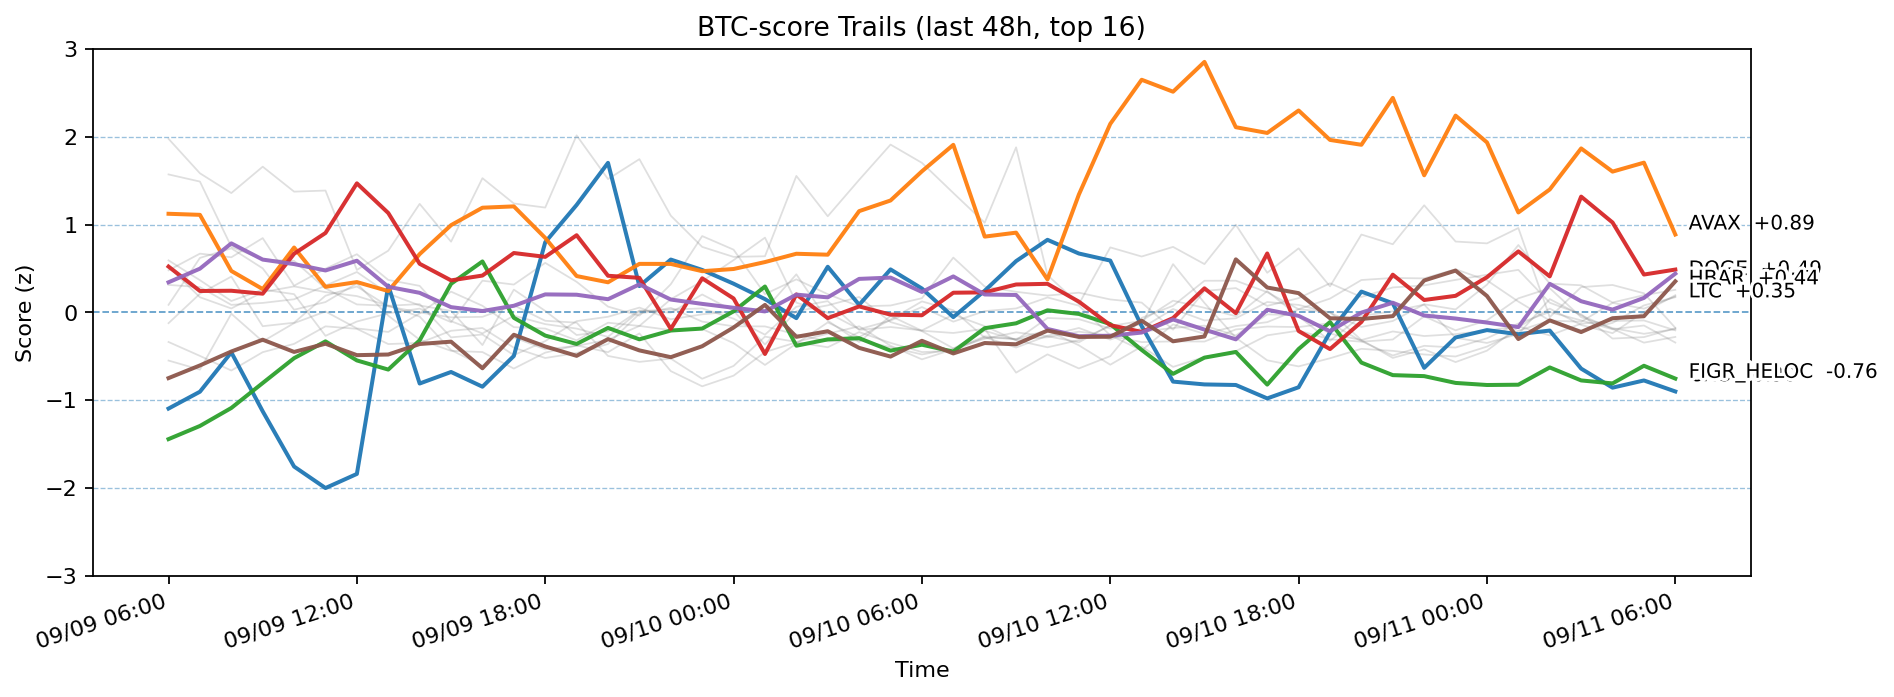 BTC-score Trails (last 48h, top 16)
Score (z)
3
2
1
0
−1
−2
−3
AVAX +0.89
DOGE +0.49
HBAR +0.44
LTC +0.35
FIGR_HELOC -0.76
09/09 06:00
09/09 12:00
09/09 18:00
09/10 00:00
09/10 06:00
09/10 12:00
09/10 18:00
09/11 00:00
09/11 06:00
Time